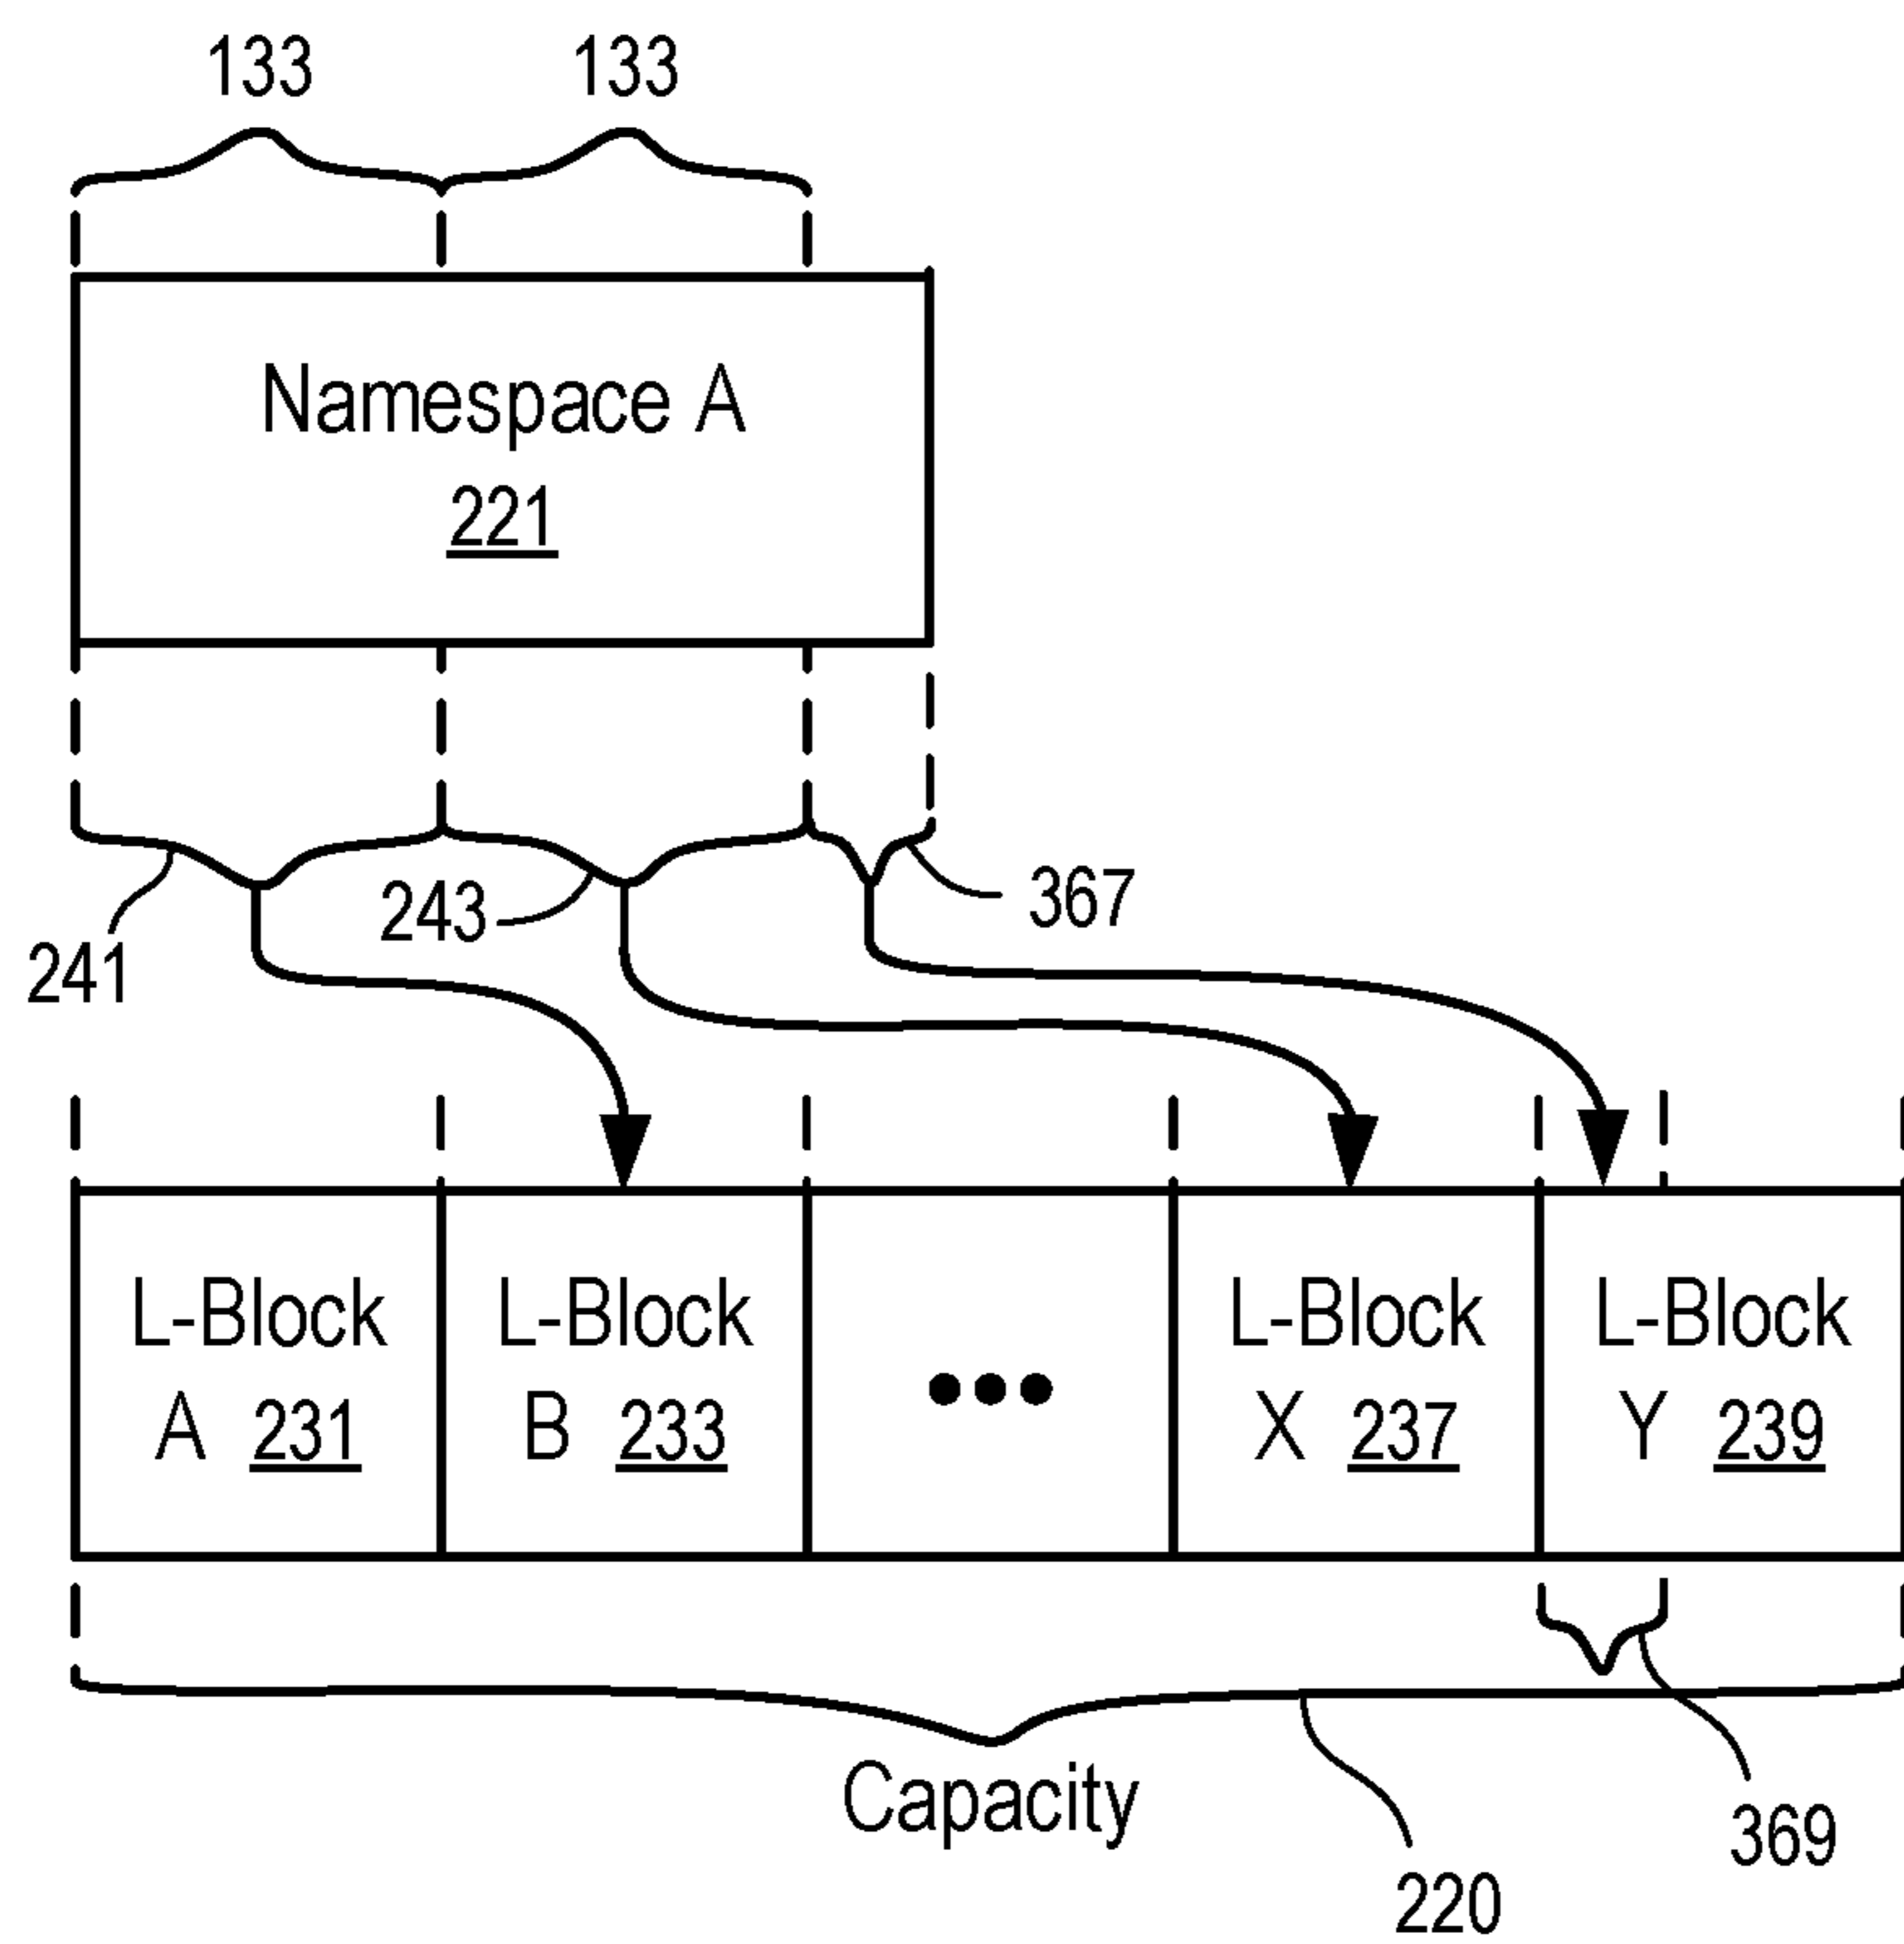 133 133
Namespace A
221
241
243
367
L-Block
A 231
L-Block
B 233
•••
L-Block
X 237
L-Block
Y 239
Capacity
220
369